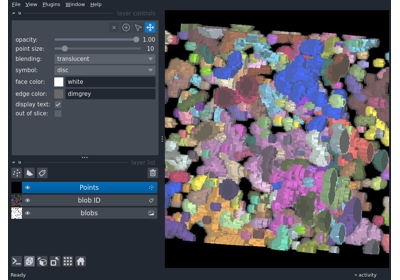 File View Plugins Window Help
layer controls
opacity: 1.00
point size: 10
blending: translucent
symbol: disc
face color: white
edge color: dimgrey
display text:
out of slice:
layer list
Points
blob ID
blobs
Ready activity